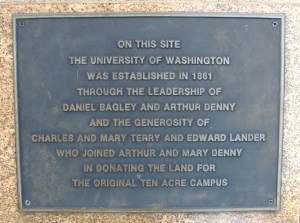 ON THIS SITE
THE UNIVERSITY OF WASHINGTON
WAS ESTABLISHED IN 1861
THROUGH THE LEADERSHIP OF
DANIEL BAGLEY AND ARTHUR DENNY
AND THE GENEROSITY OF
CHARLES AND MARY TERRY AND EDWARD LANDER
WHO JOINED ARTHUR AND MARY DENNY
IN DONATING THE LAND FOR
THE ORIGINAL TEN ACRE CAMPUS